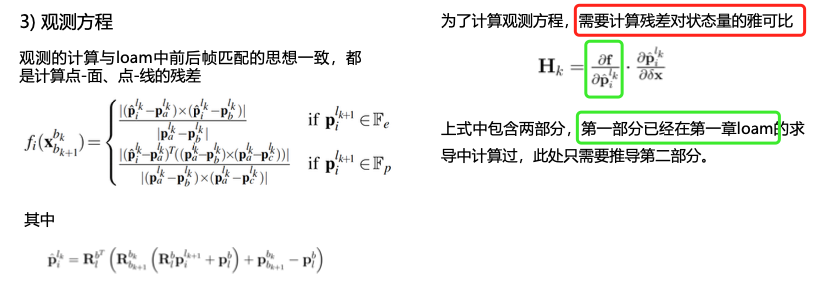 3) 观测方程
观测的计算与loam中前后帧匹配的思想一致，都
是计算点-面、点-线的残差
$f_i(\mathbf{x}_{b_{k+1}}^{b_k})=\begin{cases}\frac{|(\hat{\mathbf{p}}_i^{l_k}-\mathbf{p}_a^{l_k})\times(\hat{\mathbf{p}}_i^{l_k}-\mathbf{p}_b^{l_k})|}{|\mathbf{p}_a^{l_k}-\mathbf{p}_b^{l_k}|} & \text{if } \mathbf{p}_i^{l_{k+1}}\in\mathbb{F}_e \\ \frac{|(\hat{\mathbf{p}}_i^{l_k}-\mathbf{p}_a^{l_k})^T((\mathbf{p}_a^{l_k}-\mathbf{p}_b^{l_k})\times(\mathbf{p}_a^{l_k}-\mathbf{p}_c^{l_k}))|}{|(\mathbf{p}_a^{l_k}-\mathbf{p}_b^{l_k})\times(\mathbf{p}_a^{l_k}-\mathbf{p}_c^{l_k})|} & \text{if } \mathbf{p}_i^{l_{k+1}}\in\mathbb{F}_p\end{cases}$
其中
$\hat{\mathbf{p}}_i^{l_k}=\mathbf{R}_l^{b^T}\left(\mathbf{R}_{b_{k+1}}^{b_k}\left(\mathbf{R}_l^b\mathbf{p}_i^{l_{k+1}}+\mathbf{p}_l^b\right)+\mathbf{p}_{b_{k+1}}^{b_k}-\mathbf{p}_l^b\right)$
为了计算观测方程，需要计算残差对状态量的雅可比
$\mathbf{H}_k=\frac{\partial\mathbf{f}}{\partial\hat{\mathbf{p}}_i^{l_k}}\cdot\frac{\partial\hat{\mathbf{p}}_i^{l_k}}{\partial\delta\mathbf{x}}$
上式中包含两部分，第一部分已经在第一章loam的求
导中计算过，此处只需要推导第二部分。